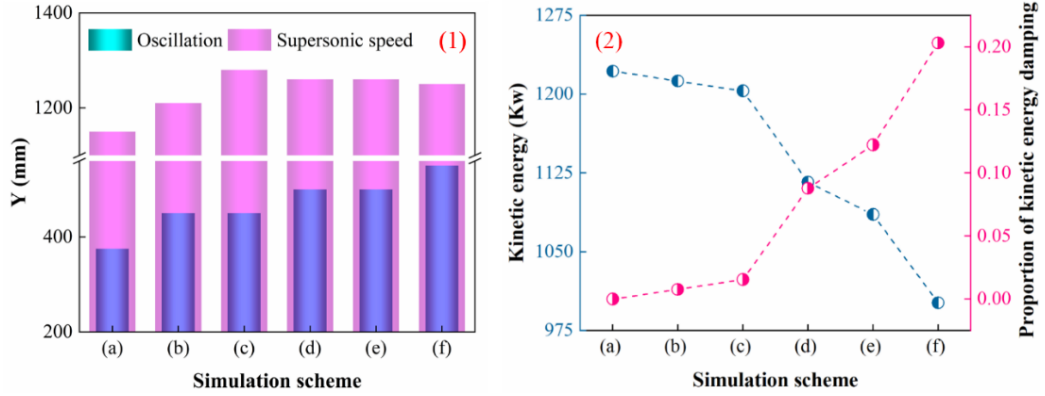 1400
1200
400
200
Y (mm)
Oscillation
Supersonic speed
(1)
(a)
(b)
(c)
(d)
(e)
(f)
Simulation scheme
1275
1200
1125
1050
975
Kinetic energy (Kw)
(2)
0.20
0.15
0.10
0.05
0.00
Proportion of kinetic energy damping
(a)
(b)
(c)
(d)
(e)
(f)
Simulation scheme